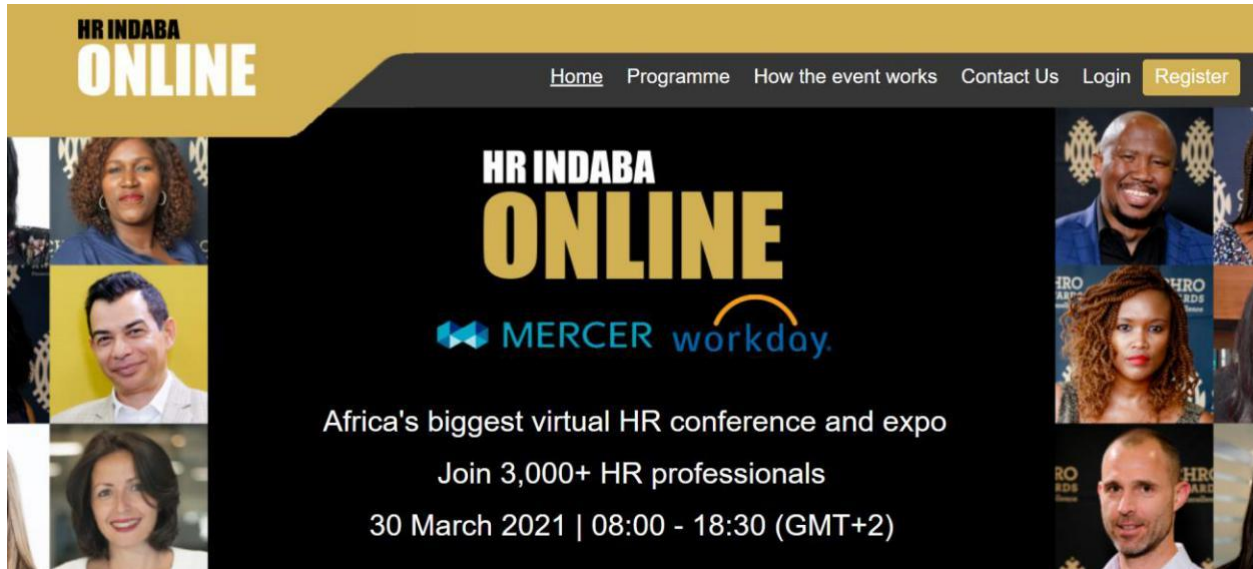 HR INDABA
ONLINE
Home Programme How the event works Contact Us Login Register
HR INDABA
ONLINE
MERCER workday.
Africa's biggest virtual HR conference and expo
Join 3,000+ HR professionals
30 March 2021 | 08:00 - 18:30 (GMT+2)